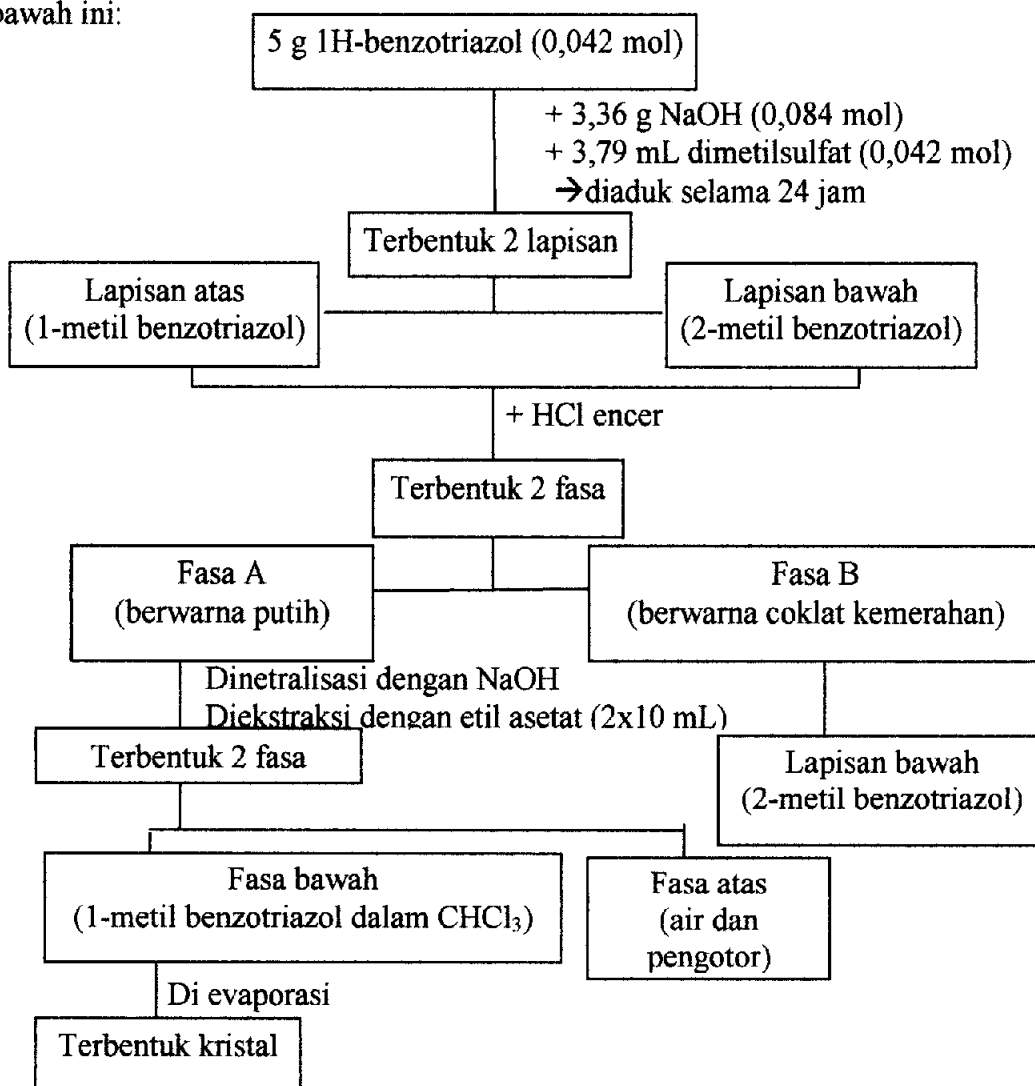 bawah ini:
5 g 1H-benzotriazol (0,042 mol)
+ 3,36 g NaOH (0,084 mol)
+ 3,79 mL dimetilsulfat (0,042 mol)
→diaduk selama 24 jam
Terbentuk 2 lapisan
Lapisan atas
(1-metil benzotriazol)
Lapisan bawah
(2-metil benzotriazol)
+ HCl encer
Terbentuk 2 fasa
Fasa A
(berwarna putih)
Fasa B
(berwarna coklat kemerahan)
Dinetralisasi dengan NaOH
Diekstraksi dengan etil asetat (2x10 mL)
Terbentuk 2 fasa
Lapisan bawah
(2-metil benzotriazol)
Fasa bawah
(1-metil benzotriazol dalam CHCl₃)
Fasa atas
(air dan
pengotor)
Di evaporasi
Terbentuk kristal